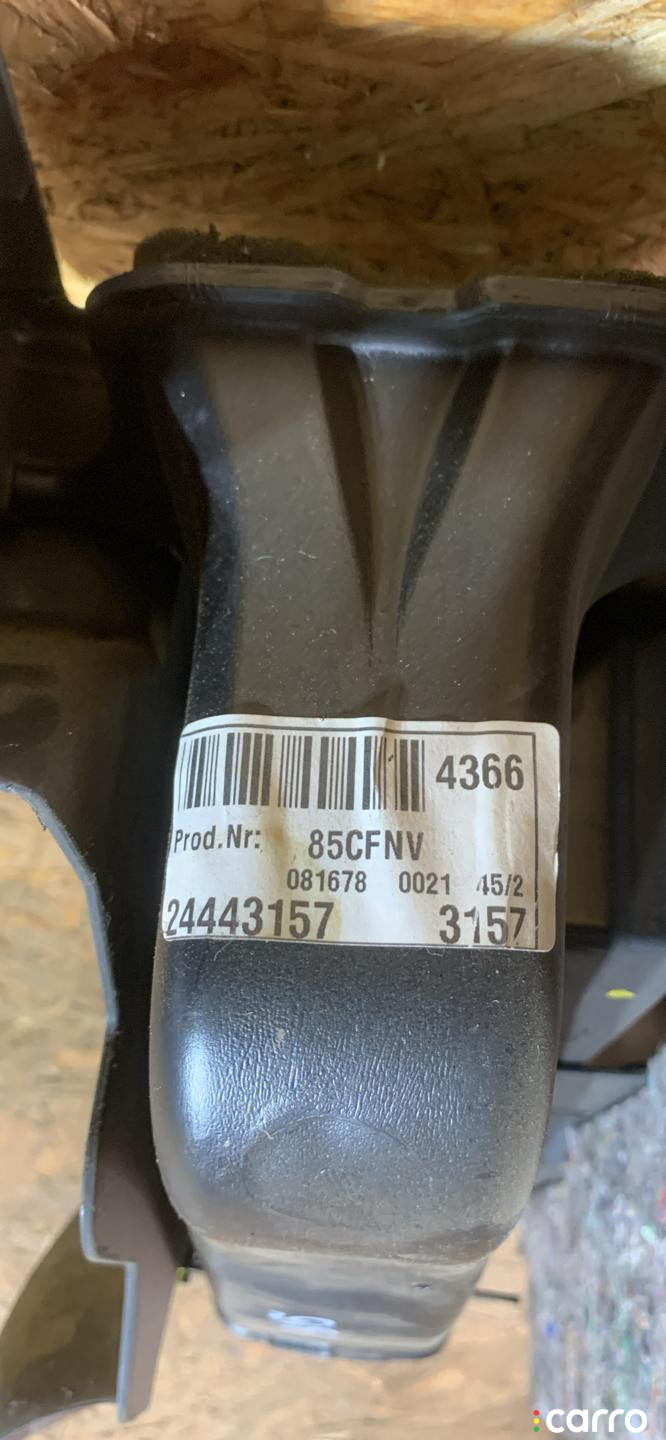 4366
Prod.Nr: 85CFNV
081678 0021 45/2
24443157 3157
carro